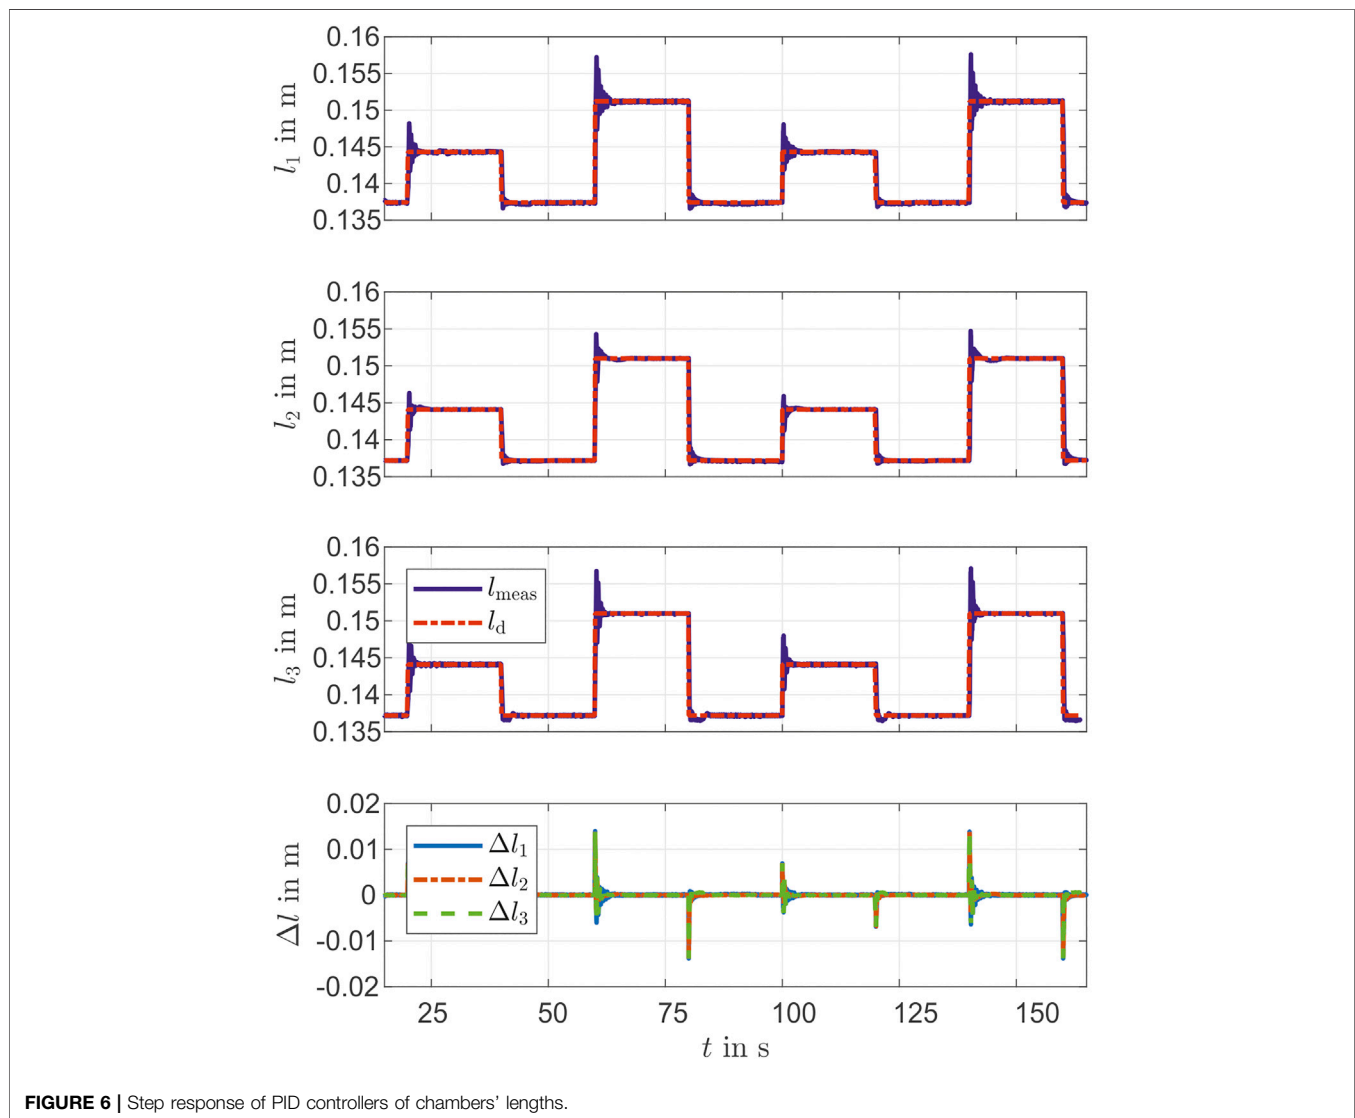 0.16
0.155
0.15
0.145
0.14
0.135
l₁ in m
0.16
0.155
0.15
0.145
0.14
0.135
l₂ in m
0.16
0.155
0.15
0.145
0.14
0.135
l₃ in m
l_meas
l_d
0.02
0.01
0
-0.01
-0.02
Δl in m
Δl₁
Δl₂
Δl₃
25 50 75 100 125 150
t in s
FIGURE 6 | Step response of PID controllers of chambers’ lengths.